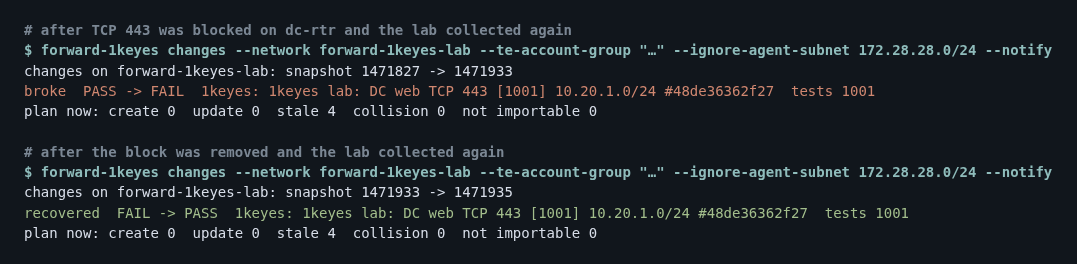 # after TCP 443 was blocked on dc-rtr and the lab collected again
$ forward-1keyes changes --network forward-1keyes-lab --te-account-group "…" --ignore-agent-subnet 172.28.28.0/24 --notify
changes on forward-1keyes-lab: snapshot 1471827 -> 1471933
broke  PASS -> FAIL  1keyes: 1keyes lab: DC web TCP 443 [1001] 10.20.1.0/24 #48de36362f27  tests 1001
plan now: create 0  update 0  stale 4  collision 0  not importable 0
# after the block was removed and the lab collected again
$ forward-1keyes changes --network forward-1keyes-lab --te-account-group "…" --ignore-agent-subnet 172.28.28.0/24 --notify
changes on forward-1keyes-lab: snapshot 1471933 -> 1471935
recovered  FAIL -> PASS  1keyes: 1keyes lab: DC web TCP 443 [1001] 10.20.1.0/24 #48de36362f27  tests 1001
plan now: create 0  update 0  stale 4  collision 0  not importable 0